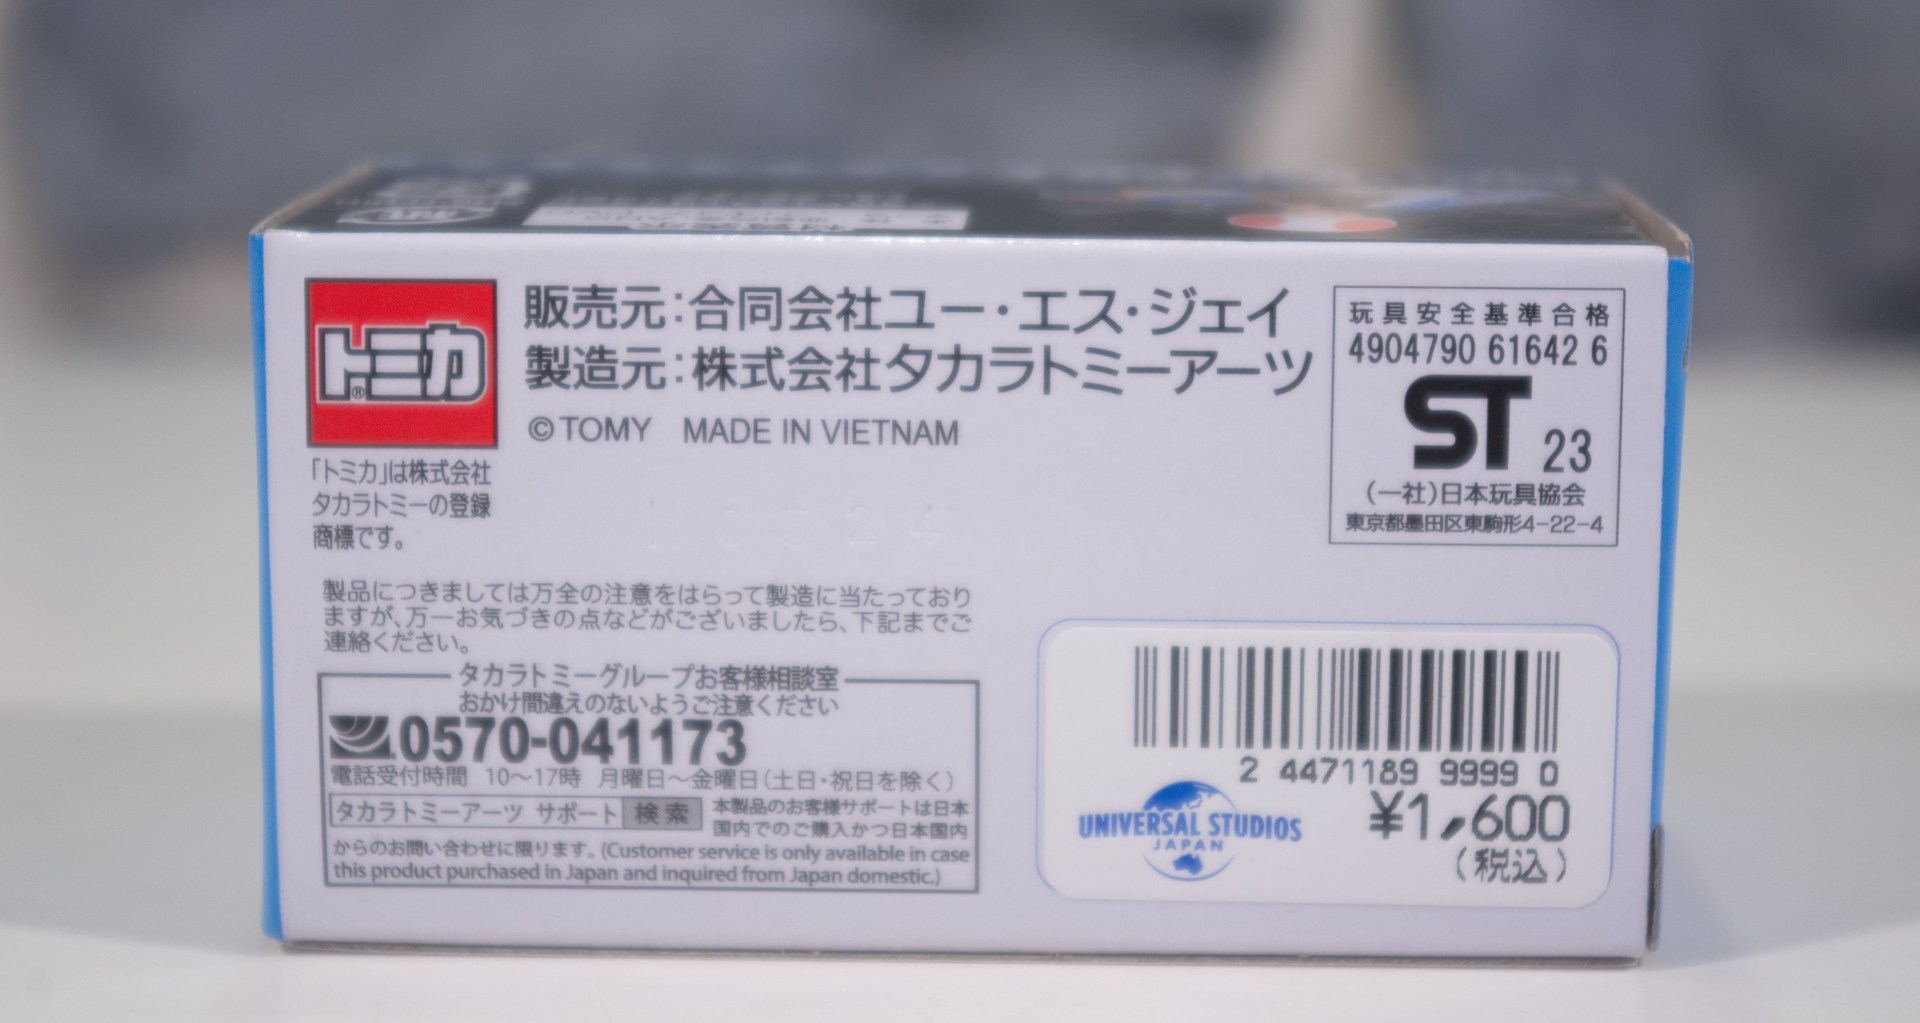 トミカ®
「トミカ」は株式会社
タカラトミーの登録
商標です。
販売元：合同会社ユー・エス・ジェイ
製造元：株式会社タカラトミーアーツ
©TOMY MADE IN VIETNAM
玩具安全基準合格
4904790 61642 6
ST 23
（一社）日本玩具協会
東京都墨田区東駒形4-22-4
製品につきましては万全の注意をはらって製造に当たっており
ますが、万一お気づきの点などがございましたら、下記までご
連絡ください。
タカラトミーグループお客様相談室
おかけ間違えのないようご注意ください
0570-041173
電話受付時間 10〜17時 月曜日〜金曜日（土日・祝日を除く）
タカラトミーアーツ サポート 検索
本製品のお客様サポートは日本
国内でのご購入かつ日本国内
からのお問い合わせに限ります。(Customer service is only available in case
this product purchased in Japan and inquired from Japan domestic.)
2 4471189 9999 0
UNIVERSAL STUDIOS
JAPAN
¥1,600
（税込）